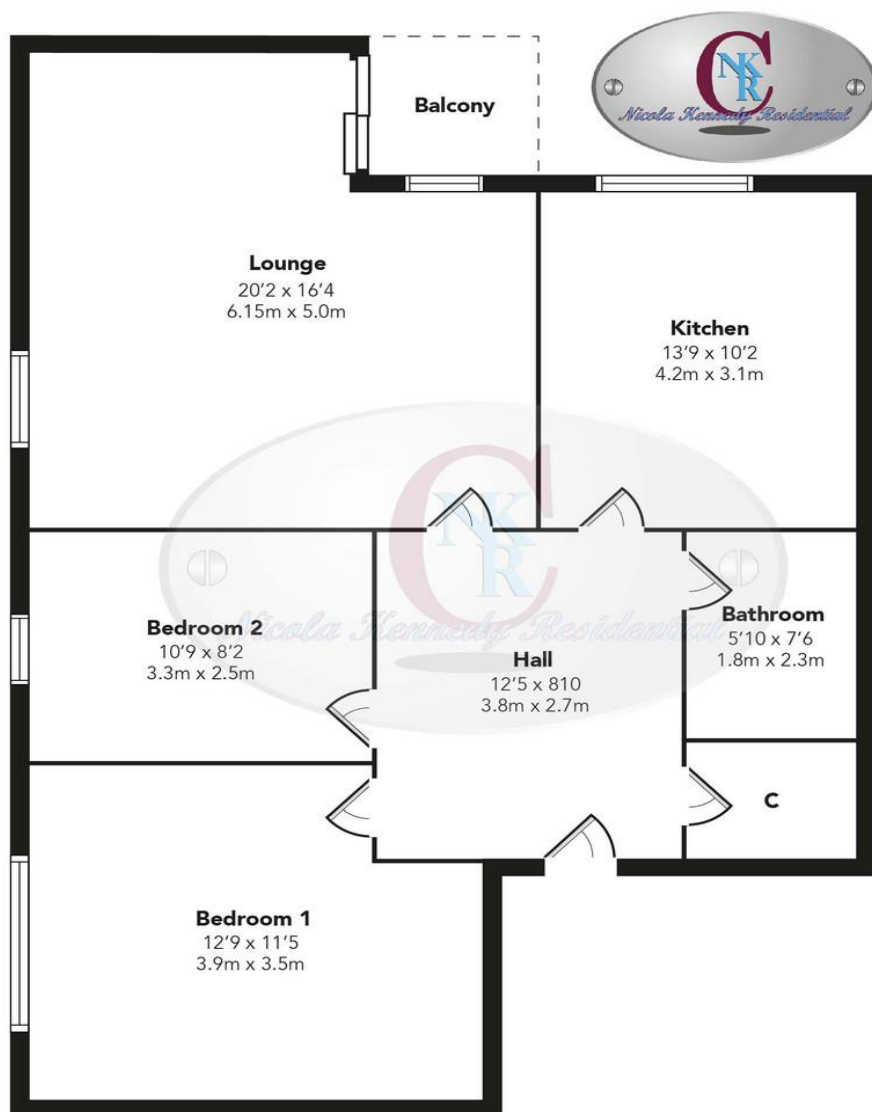 Balcony
C
NK
R
Nicola Kennedy Residential
Lounge
20'2 x 16'4
6.15m x 5.0m
Kitchen
13'9 x 10'2
4.2m x 3.1m
C
NK
R
Nicola Kennedy Residential
Bedroom 2
10'9 x 8'2
3.3m x 2.5m
Hall
12'5 x 810
3.8m x 2.7m
Bathroom
5'10 x 7'6
1.8m x 2.3m
C
Bedroom 1
12'9 x 11'5
3.9m x 3.5m